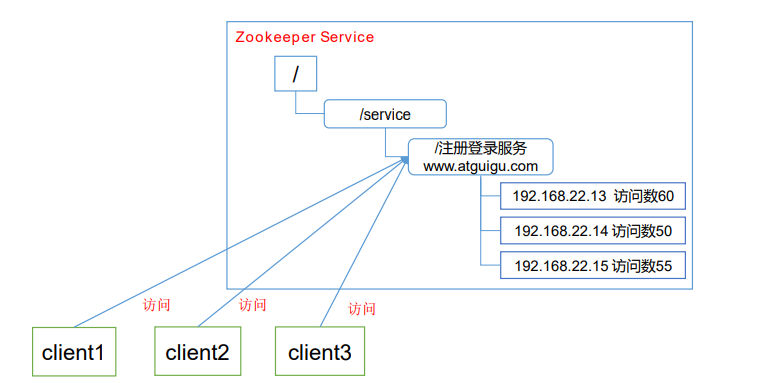 Zookeeper Service
/
/service
/注册登录服务
www.atguigu.com
192.168.22.13 访问数60
192.168.22.14 访问数50
192.168.22.15 访问数55
访问
访问
访问
client1
client2
client3